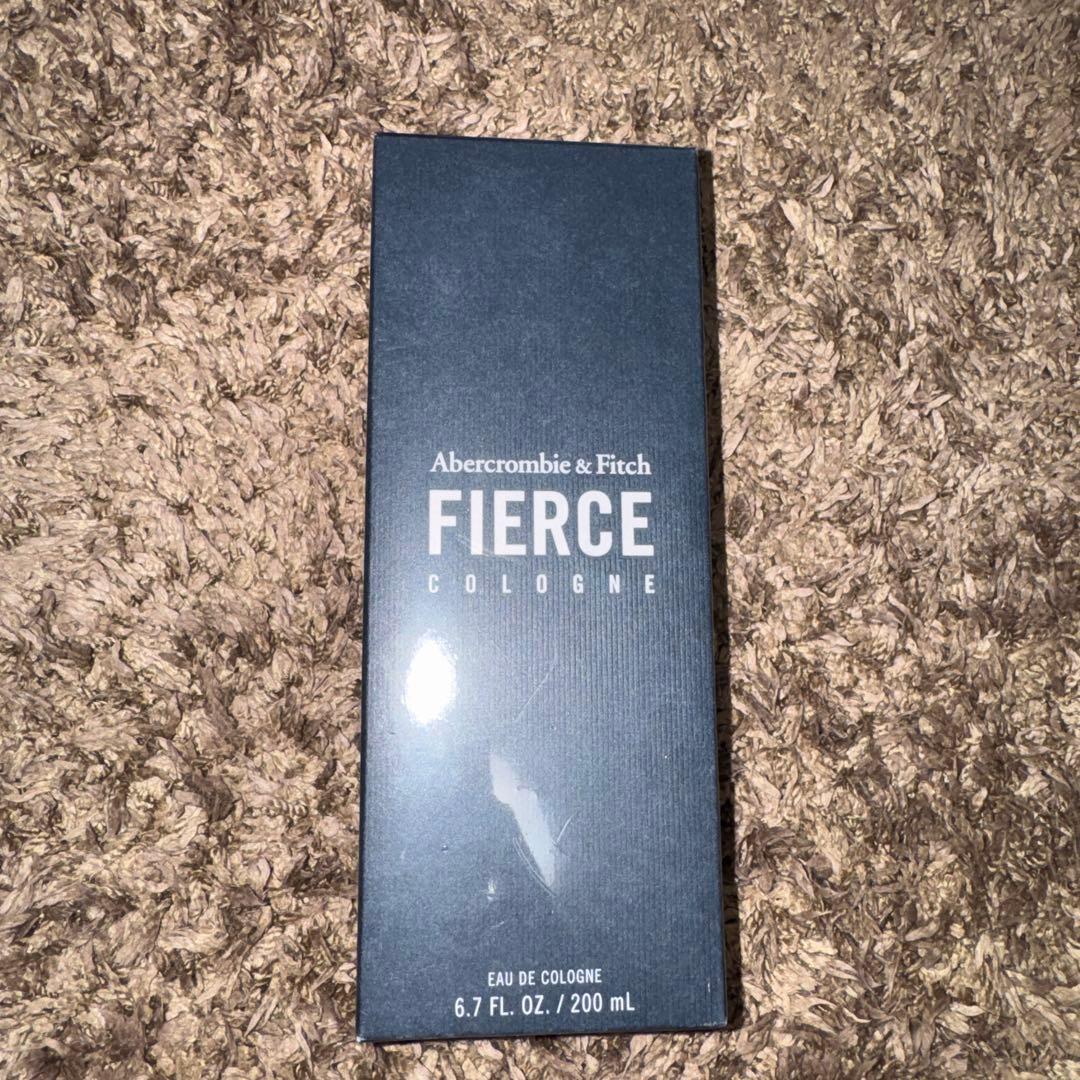 Abercrombie & Fitch
FIERCE
COLOGNE
EAU DE COLOGNE
6.7 FL. OZ. / 200 mL